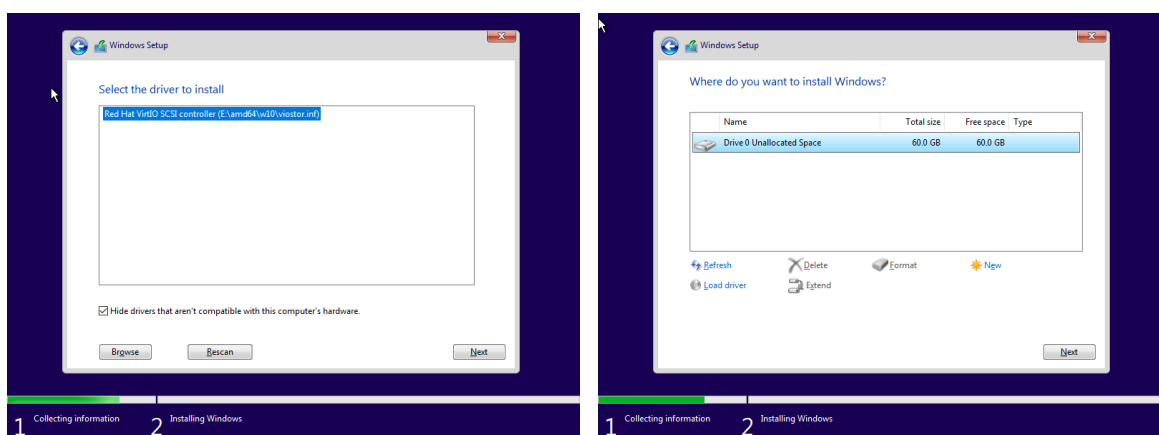 Windows Setup
Select the driver to install
Red Hat VirtIO SCSI controller (E:\amd64\w10\viostor.inf)
Hide drivers that aren't compatible with this computer's hardware.
Browse
Rescan
Next
1 Collecting information
2 Installing Windows
Windows Setup
Where do you want to install Windows?
Name Total size Free space Type
Drive 0 Unallocated Space 60.0 GB 60.0 GB
Refresh Delete Format New
Load driver Extend
Next
1 Collecting information
2 Installing Windows